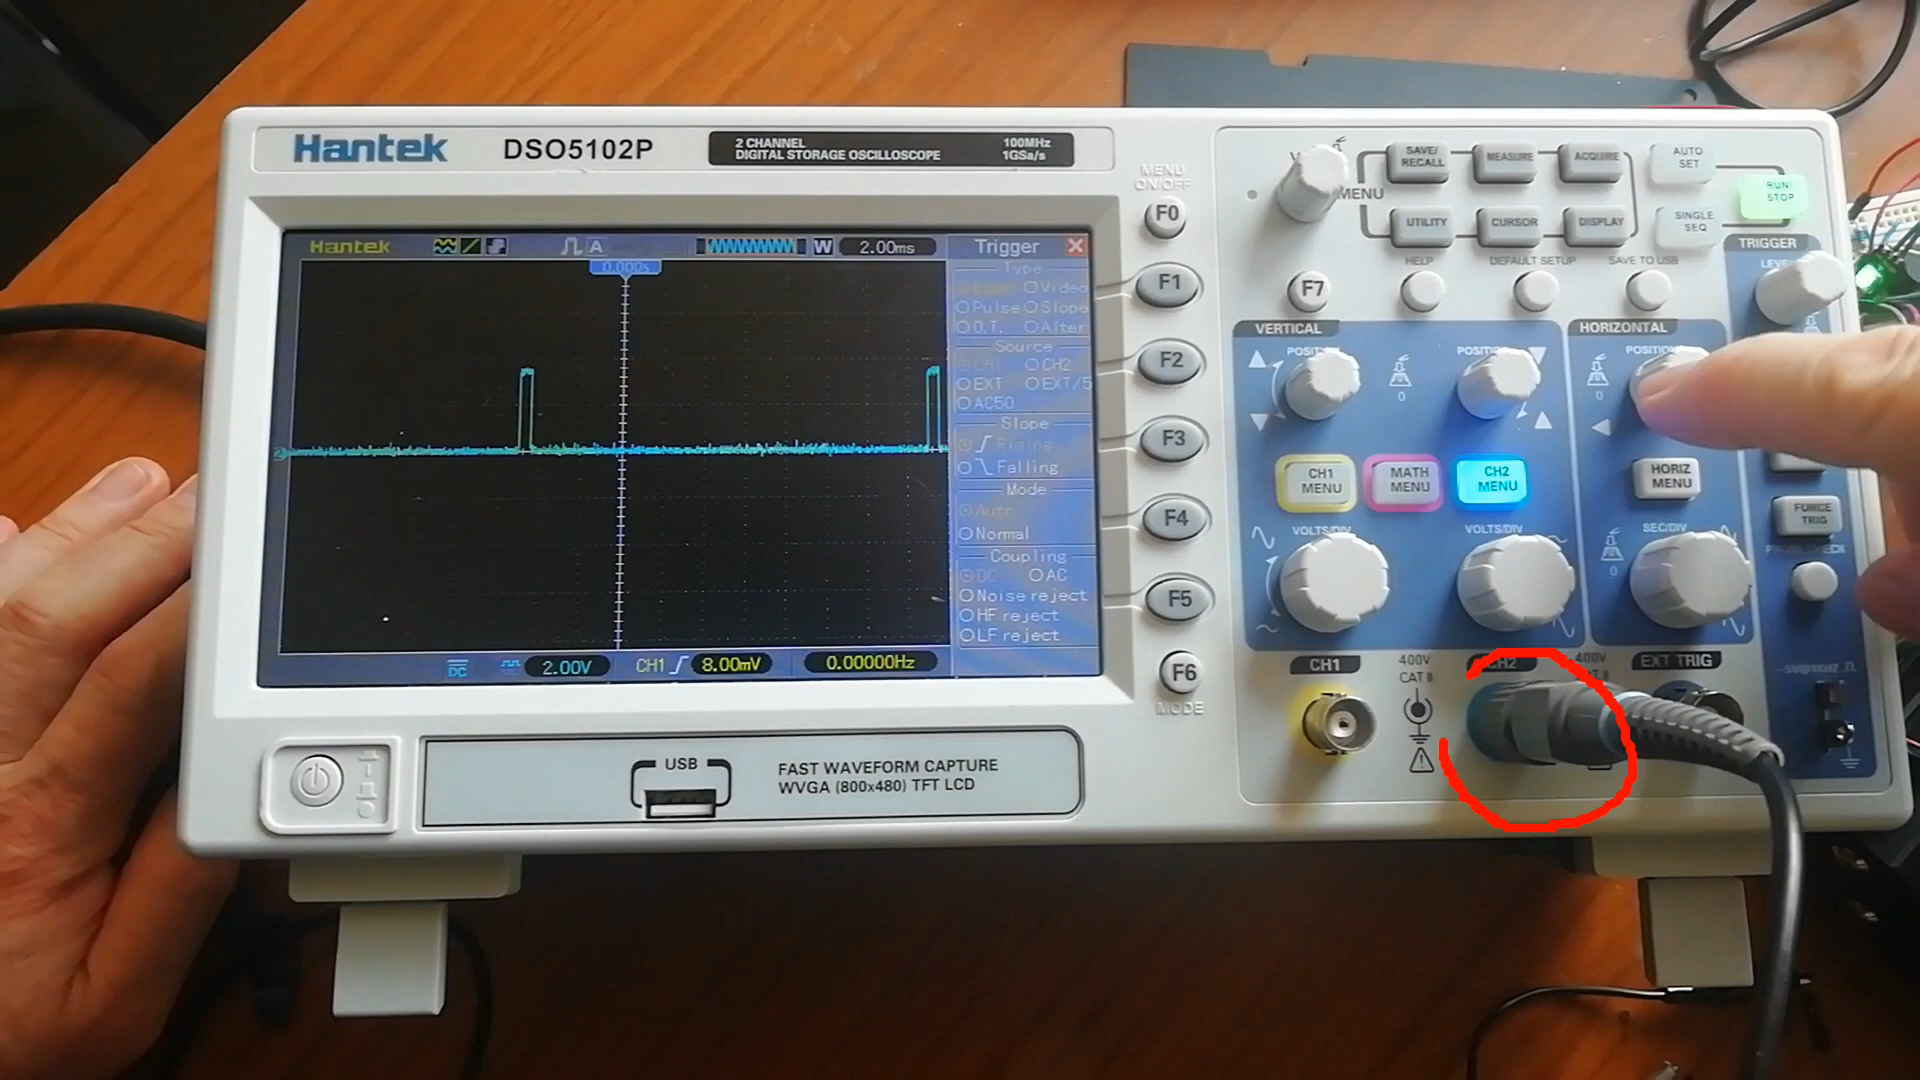 Hantek DSO5102P
2 CHANNEL 100MHz
DIGITAL STORAGE OSCILLOSCOPE 1GSa/s
MENU
ON/OFF
F0
F1
F2
F3
F4
F5
F6
MODE
Hantek A W 2.00ms Trigger
0.000s
Type
Video
Pulse Slope
O.T. Alter
Source
CH2
EXT EXT/5
AC50
Slope
Rising
Falling
Mode
Auto
Normal
Coupling
DC AC
Noise reject
HF reject
LF reject
2
DC 2.00V CH1 8.00mV 0.00000Hz
USB
FAST WAVEFORM CAPTURE
WVGA (800x480) TFT LCD
MENU
SAVE/
RECALL
MEASURE
ACQUIRE
AUTO
SET
RUN/
STOP
UTILITY
CURSOR
DISPLAY
SINGLE
SEQ
F7
HELP
DEFAULT SETUP
SAVE TO USB
TRIGGER
VERTICAL
HORIZONTAL
POSITION
0
0
CH1
MENU
MATH
MENU
CH2
MENU
HORIZ
MENU
FORCE
TRIG
VOLTS/DIV
VOLTS/DIV
SEC/DIV
0
CH1
400V
CAT II
CH2
400V
EXT TRIG